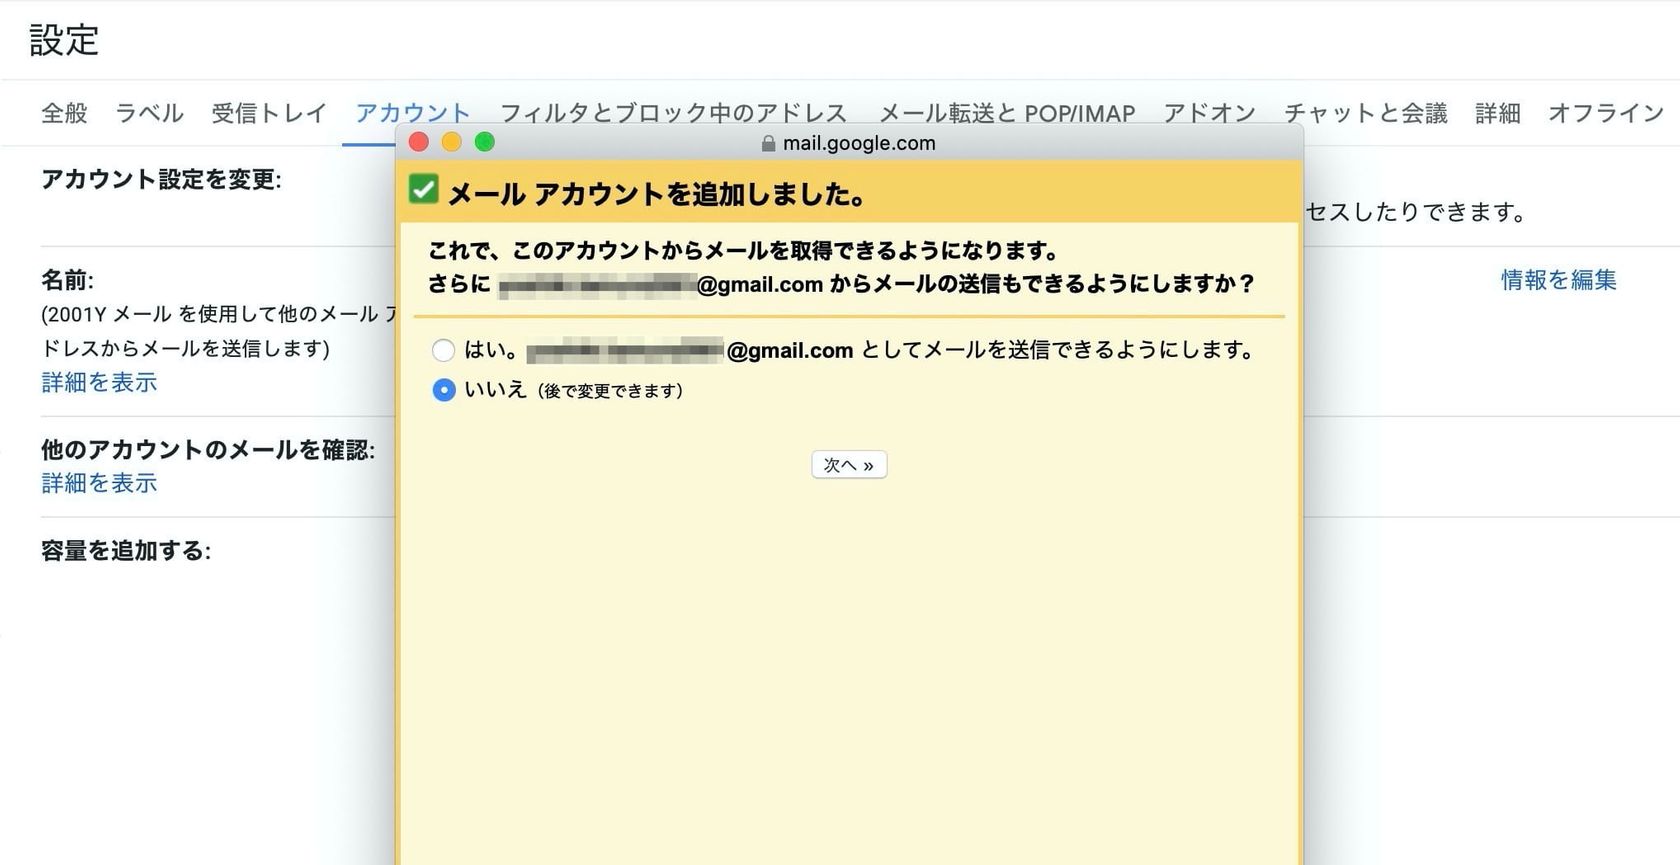 設定
全般 ラベル 受信トレイ アカウント フィルタとブロック中のアドレス メール転送と POP/IMAP アドオン チャットと会議 詳細 オフライン
mail.google.com
アカウント設定を変更:
セスしたりできます。
名前:
(2001Y メール を使用して他のメール ア
ドレスからメールを送信します)
詳細を表示
情報を編集
他のアカウントのメールを確認:
詳細を表示
容量を追加する:
メール アカウントを追加しました。
これで、このアカウントからメールを取得できるようになります。
さらに @gmail.com からメールの送信もできるようにしますか?
はい。 @gmail.com としてメールを送信できるようにします。
いいえ (後で変更できます)
次へ »